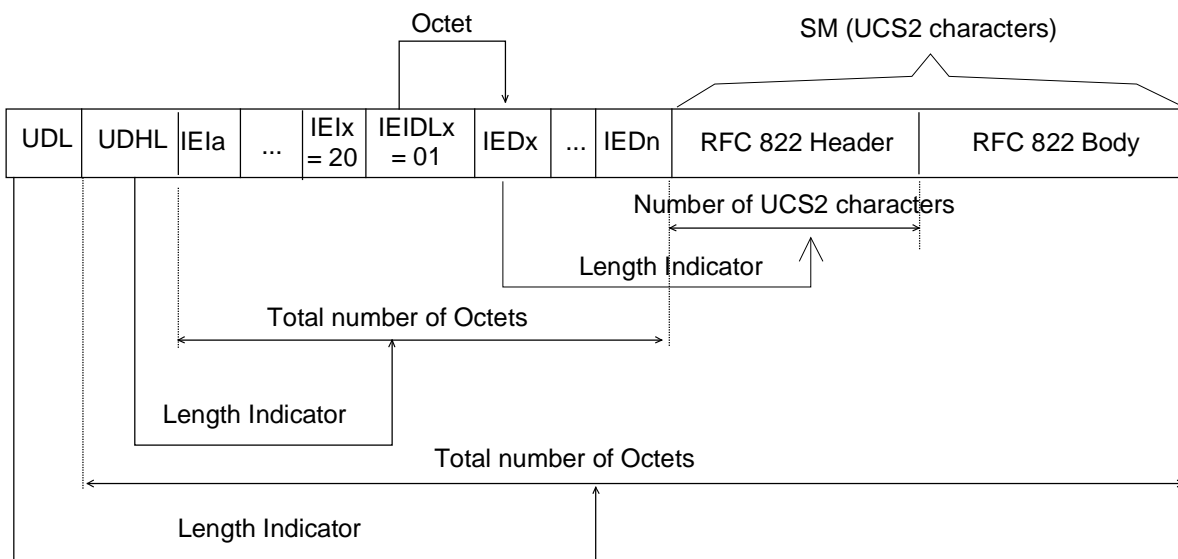 Octet
SM (UCS2 characters)
UDL
UDHL
IEIa
...
IEIx
= 20
IEIDLx
= 01
IEDx
...
IEDn
RFC 822 Header
RFC 822 Body
Number of UCS2 characters
Length Indicator
Total number of Octets
Length Indicator
Total number of Octets
Length Indicator